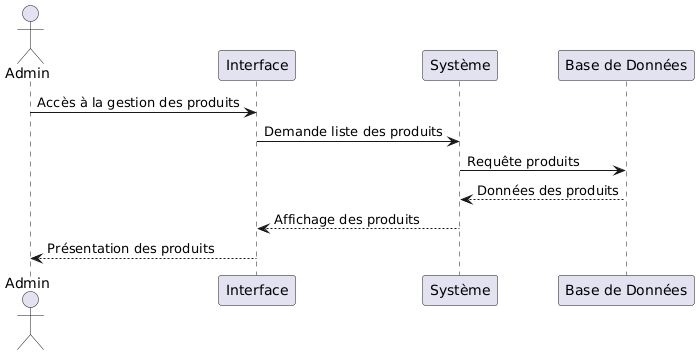 Admin
Interface
Système
Base de Données
Accès à la gestion des produits
Demande liste des produits
Requête produits
Données des produits
Affichage des produits
Présentation des produits
Admin
Interface
Système
Base de Données